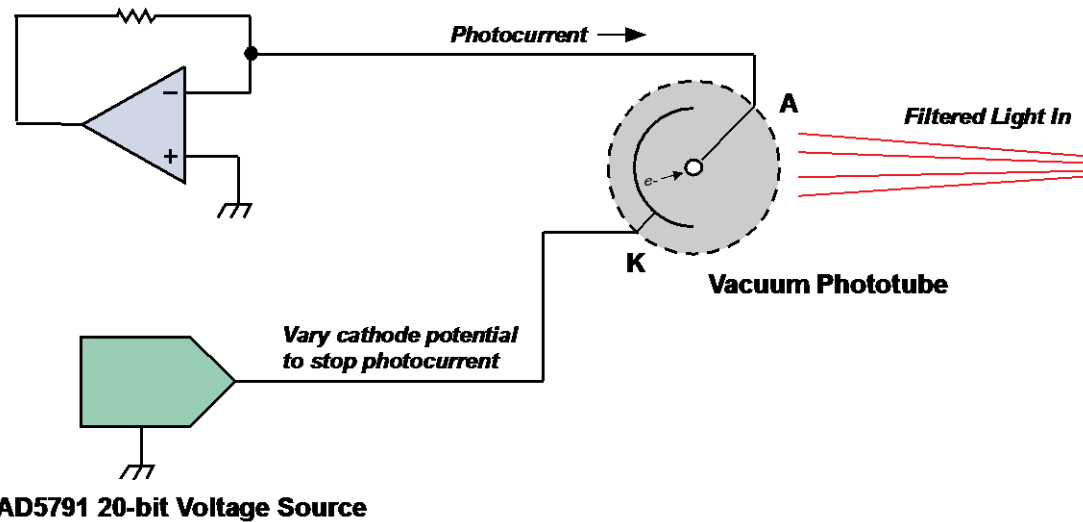 Photocurrent
A
Filtered Light In
e-
K
Vacuum Phototube
Vary cathode potential
to stop photocurrent
AD5791 20-bit Voltage Source
−
+